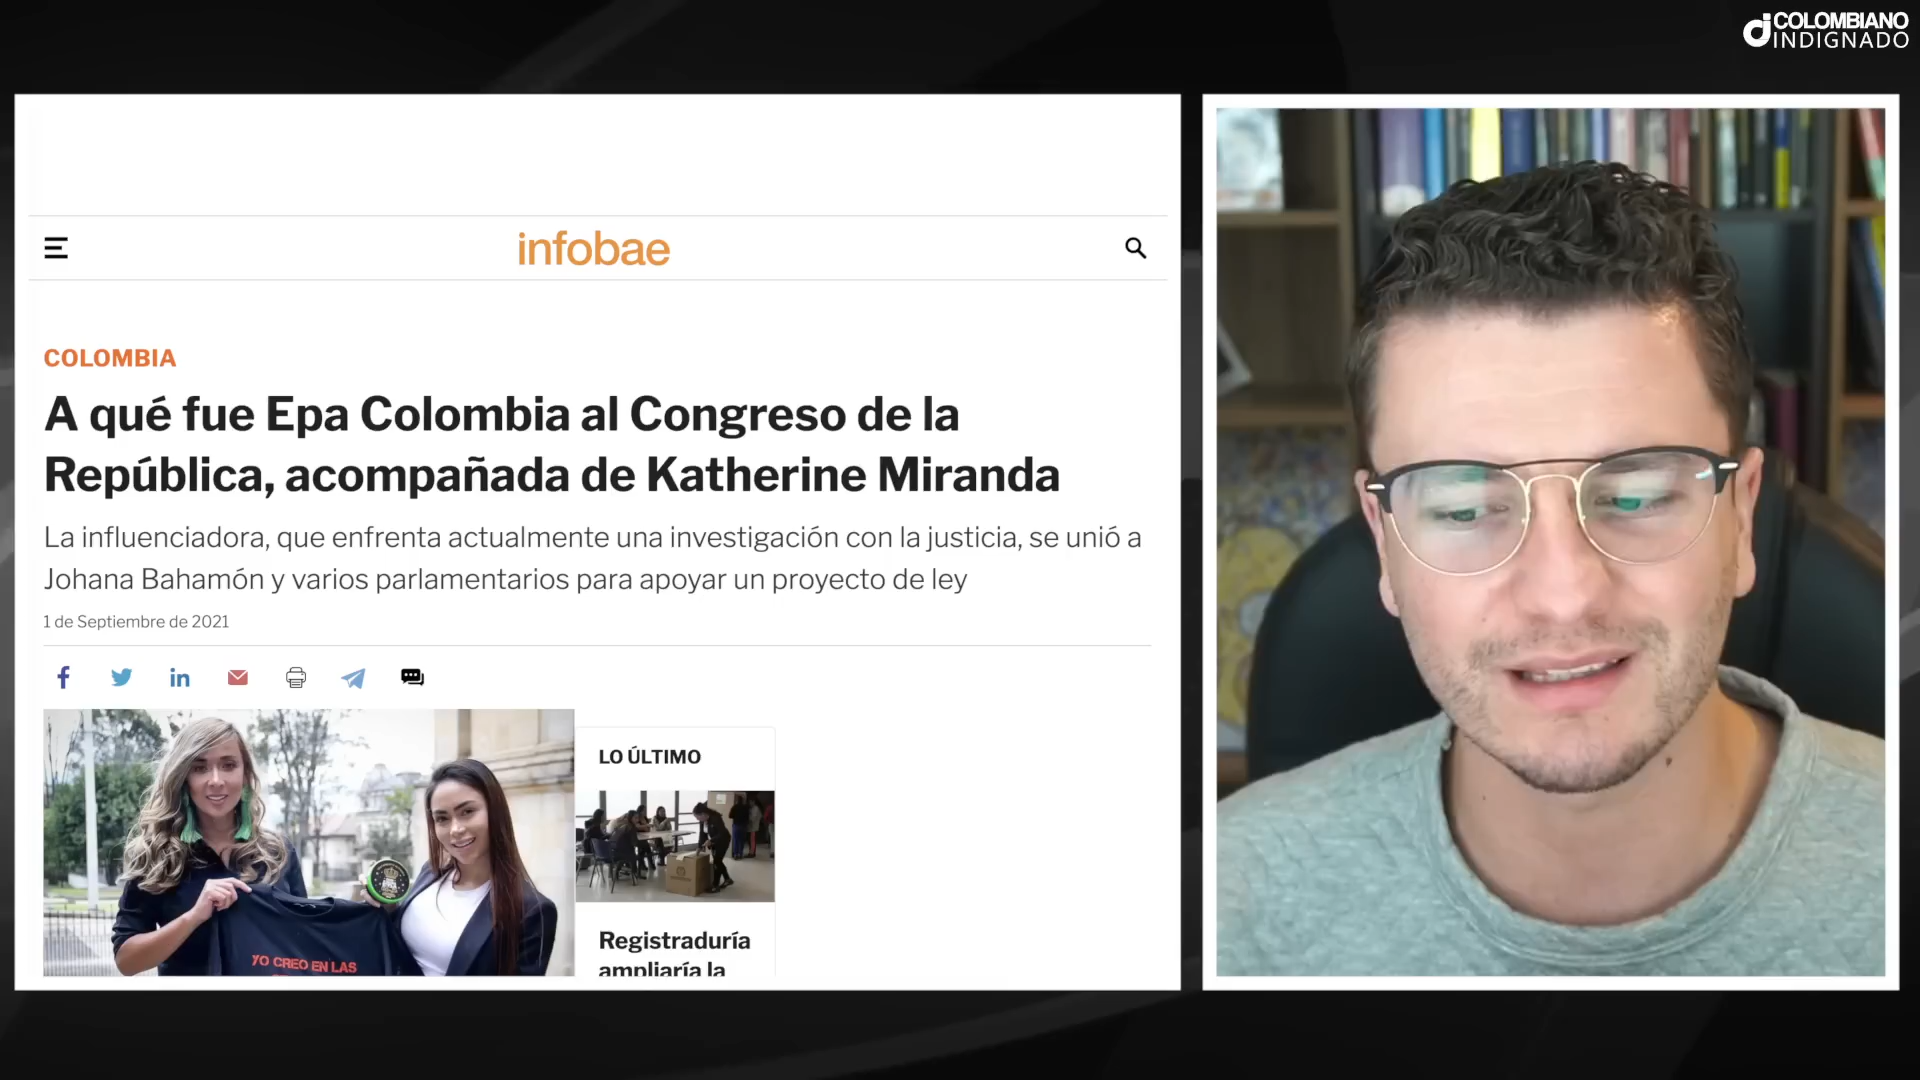 COLOMBIANO
INDIGNADO
infobae
COLOMBIA
A qué fue Epa Colombia al Congreso de la
República, acompañada de Katherine Miranda
La influenciadora, que enfrenta actualmente una investigación con la justicia, se unió a
Johana Bahamón y varios parlamentarios para apoyar un proyecto de ley
1 de Septiembre de 2021
LO ÚLTIMO
YO CREO EN LAS
Registraduría
ampliaría la